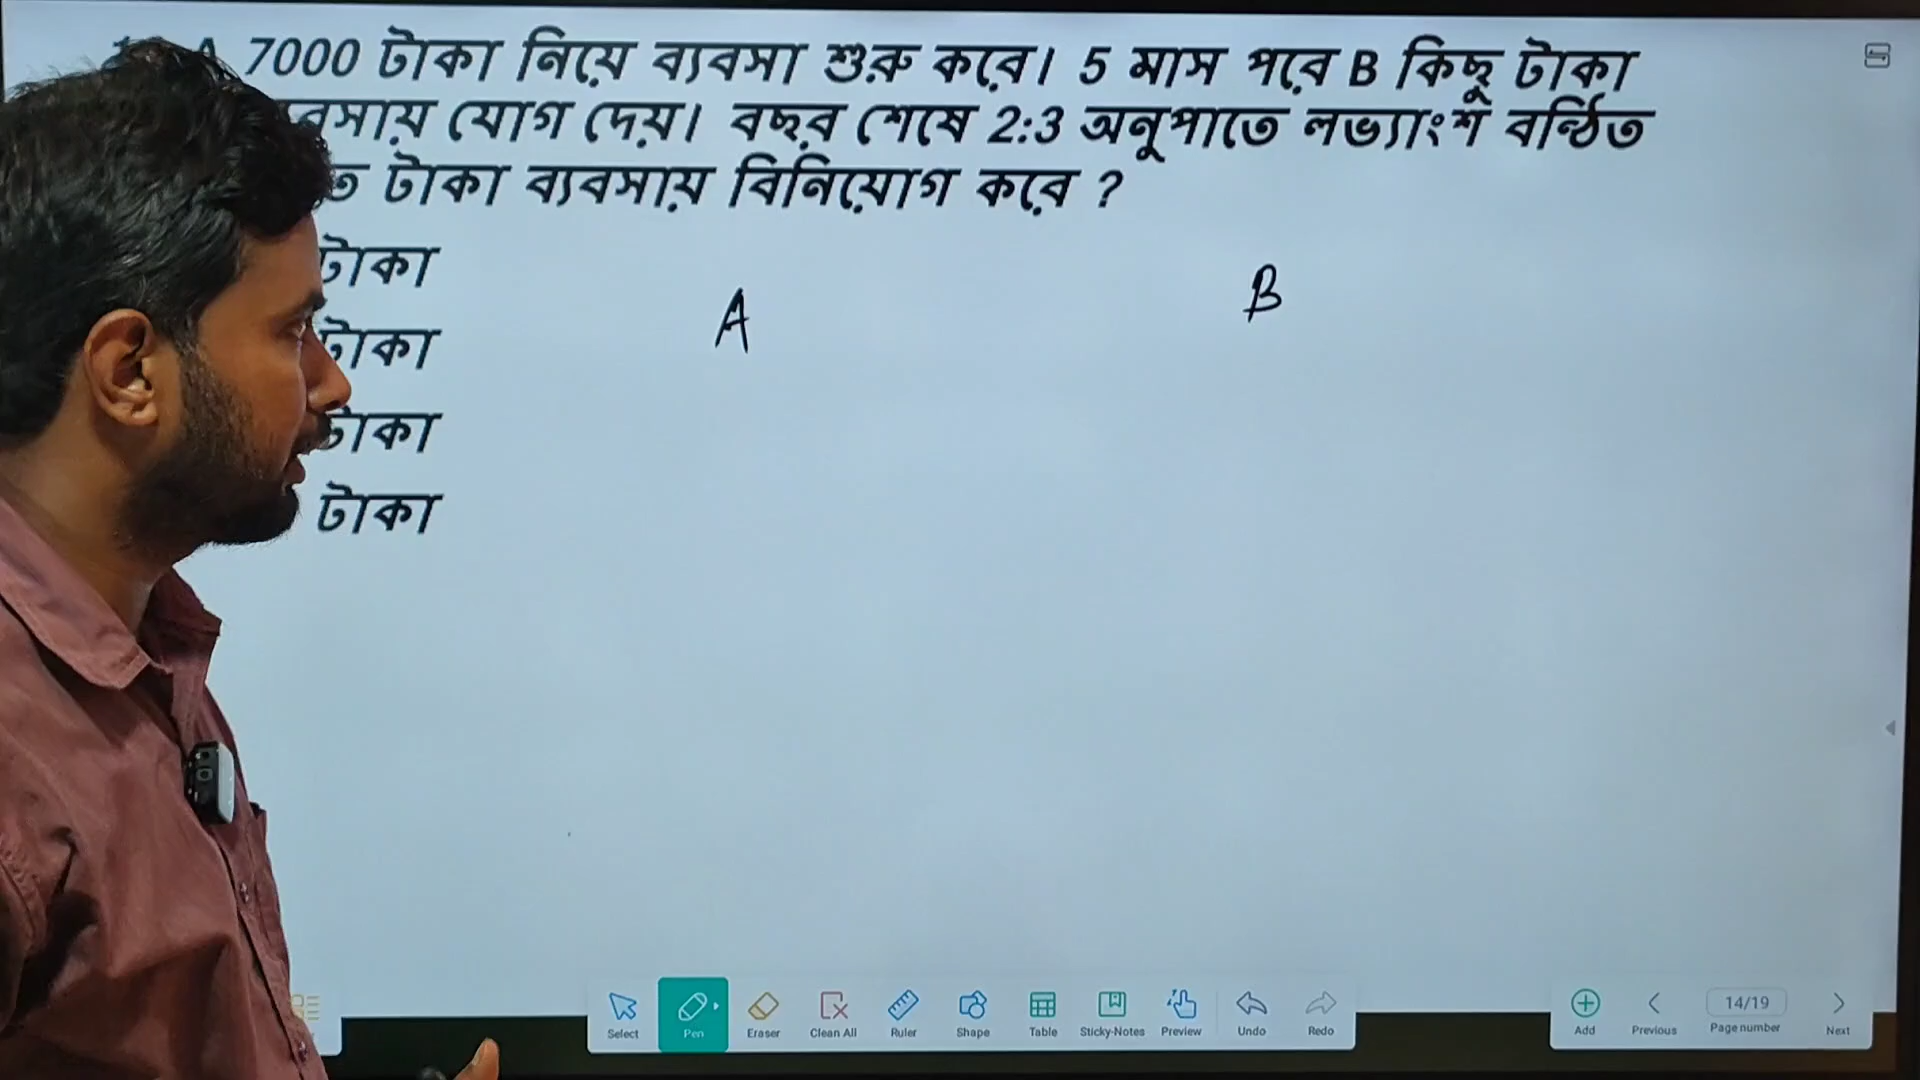 A 7000 টাকা নিয়ে ব্যবসা শুরু করে। 5 মাস পরে B কিছু টাকা
যোগ দেয়। বছর শেষে 2:3 অনুপাতে লভ্যাংশ বন্ঠিত
টাকা ব্যবসায় বিনিয়োগ করে ?
টাকা
টাকা
টাকা
টাকা
A B
Select Pen Eraser Clean All Ruler Shape Table Sticky-Notes Preview Undo Redo
Add Previous 14/19 Page number Next